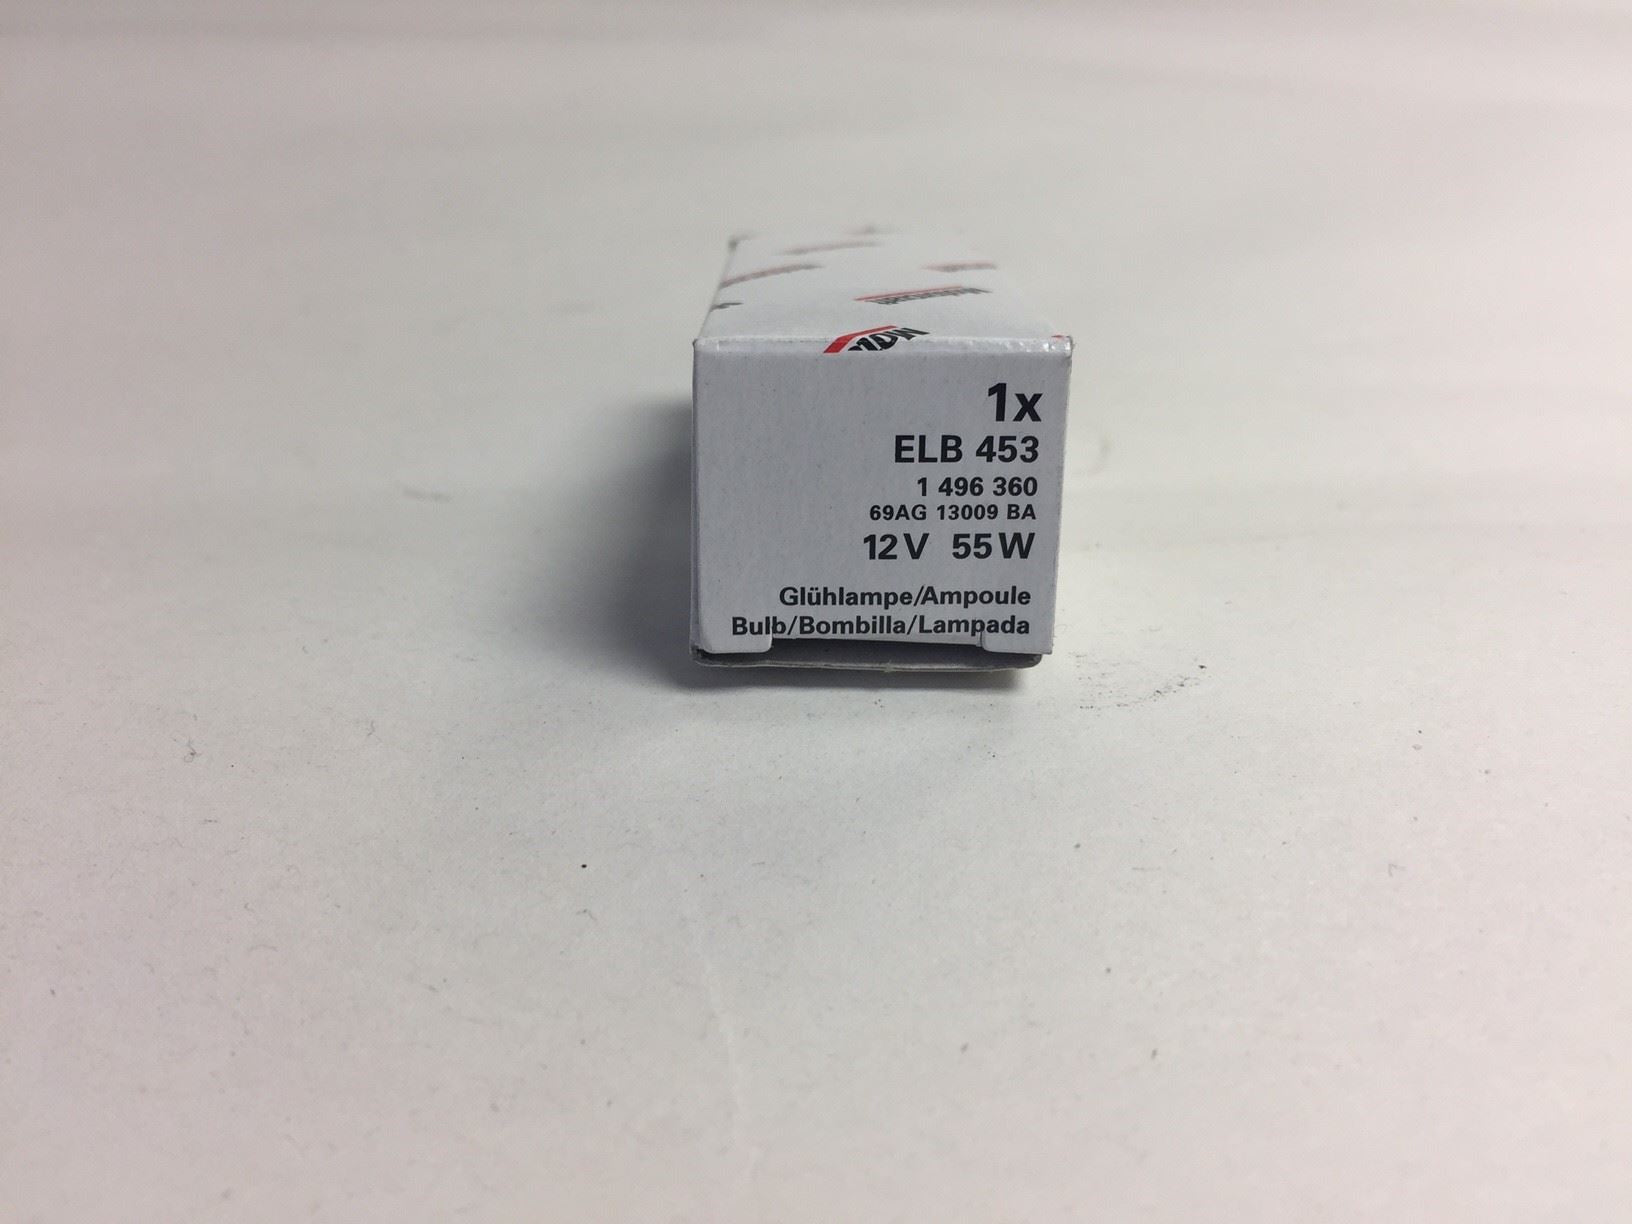 1x
ELB 453
1 496 360
69AG 13009 BA
12V 55W
Glühlampe/Ampoule
Bulb/Bombilla/Lampada